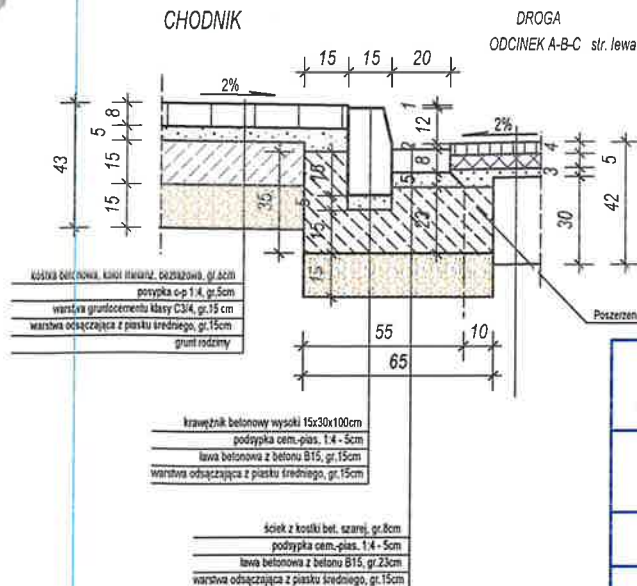 CHODNIK
DROGA
ODCINEK A-B-C str. lewa
15 15 20
2%
2%
43
5 8
15
15
1
12
2
8
5
4
3
5
42
30
35
15
5
15
15
23
55 10
65
Poszerzen
kostka betonowa, kolor bezfazowa, gr.8cm
posypka c-p 1:4, gr.5cm
warstwa gruntocementu klasy C3/4, gr.15 cm
warstwa odsączająca z piasku średniego, gr.15cm
grunt rodzimy
krawężnik betonowy wysoki 15x30x100cm
podsypka cem.-pias. 1:4 - 5cm
ława betonowa z betonu B15, gr.15cm
warstwa odsączająca z piasku średniego, gr.15cm
ściek z kostki bet. szarej, gr.8cm
podsypka cem.-pias. 1:4 - 5cm
ława betonowa z betonu B15, gr.23cm
warstwa odsączająca z piasku średniego, gr.15cm